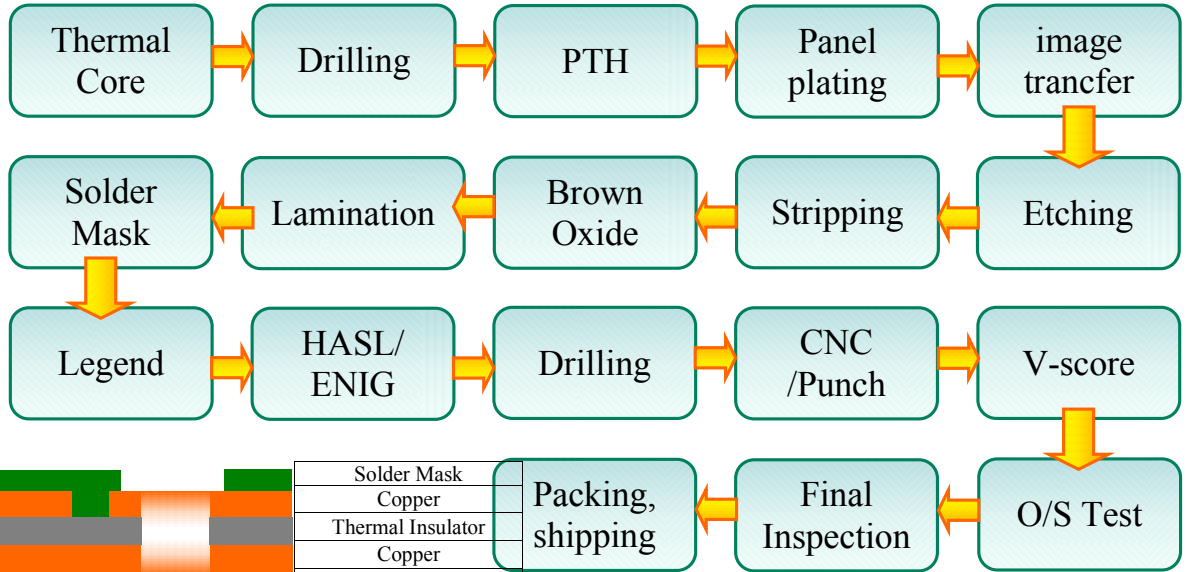 Thermal
Core
Drilling
PTH
Panel
plating
image
trancfer
Etching
Stripping
Brown
Oxide
Lamination
Solder
Mask
Legend
HASL/
ENIG
Drilling
CNC
/Punch
V-score
O/S Test
Final
Inspection
Packing,
shipping
Solder Mask
Copper
Thermal Insulator
Copper